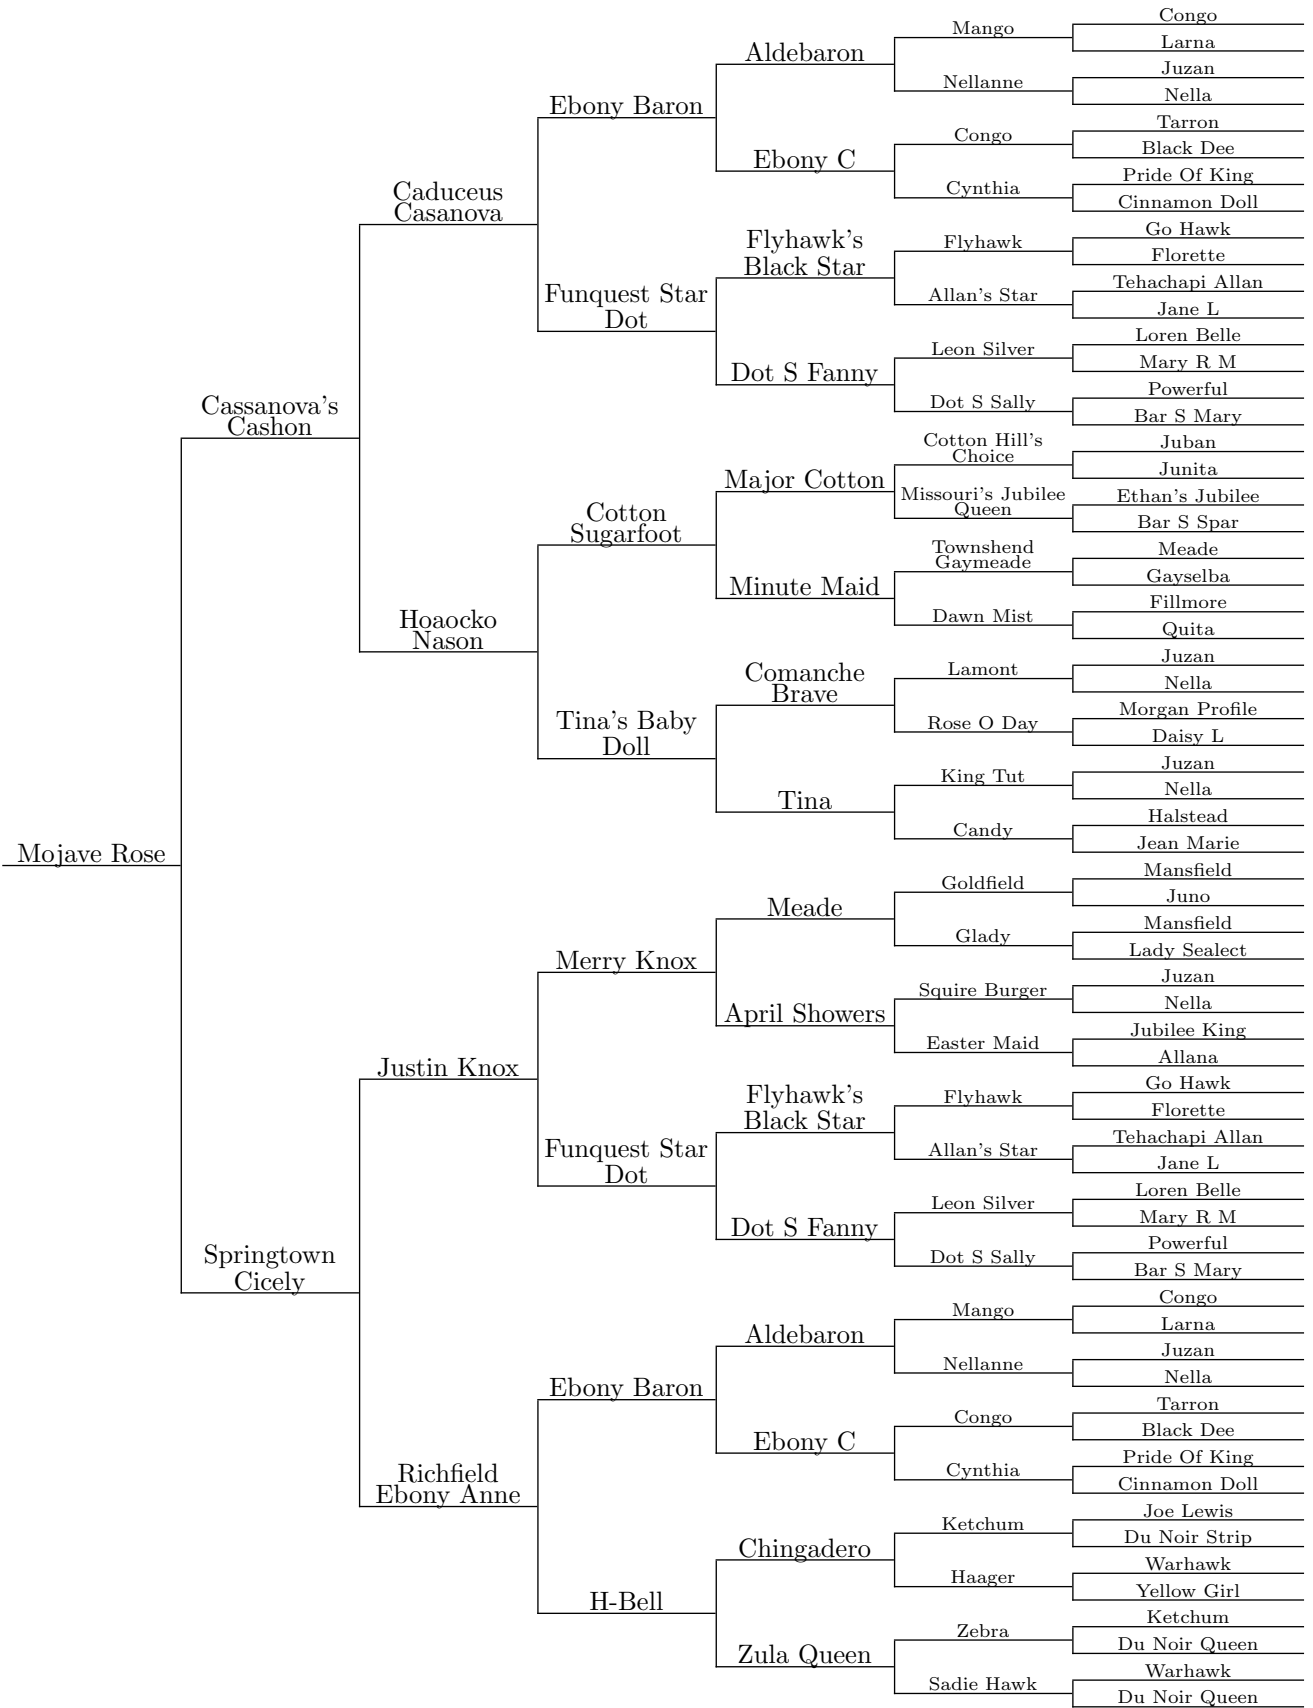 Mojave Rose
Cassanova's
Cashon
Springtown
Cicely
Caduceus
Casanova
Hoaocko
Nason
Justin Knox
Richfield
Ebony Anne
Ebony Baron
Funquest Star
Dot
Cotton
Sugarfoot
Tina's Baby
Doll
Merry Knox
Funquest Star
Dot
Ebony Baron
H-Bell
Aldebaron
Ebony C
Flyhawk's
Black Star
Dot S Fanny
Major Cotton
Minute Maid
Comanche
Brave
Tina
Meade
April Showers
Flyhawk's
Black Star
Dot S Fanny
Aldebaron
Ebony C
Chingadero
Zula Queen
Mango
Nellanne
Congo
Cynthia
Flyhawk
Allan's Star
Leon Silver
Dot S Sally
Cotton Hill's
Choice
Missouri's Jubilee
Queen
Townshend
Gaymeade
Dawn Mist
Lamont
Rose O Day
King Tut
Candy
Goldfield
Glady
Squire Burger
Easter Maid
Flyhawk
Allan's Star
Leon Silver
Dot S Sally
Mango
Nellanne
Congo
Cynthia
Ketchum
Haager
Zebra
Sadie Hawk
Congo
Larna
Juzan
Nella
Tarron
Black Dee
Pride Of King
Cinnamon Doll
Go Hawk
Florette
Tehachapi Allan
Jane L
Loren Belle
Mary R M
Powerful
Bar S Mary
Juban
Junita
Ethan's Jubilee
Bar S Spar
Meade
Gayselba
Fillmore
Quita
Juzan
Nella
Morgan Profile
Daisy L
Juzan
Nella
Halstead
Jean Marie
Mansfield
Juno
Mansfield
Lady Sealect
Juzan
Nella
Jubilee King
Allana
Go Hawk
Florette
Tehachapi Allan
Jane L
Loren Belle
Mary R M
Powerful
Bar S Mary
Congo
Larna
Juzan
Nella
Tarron
Black Dee
Pride Of King
Cinnamon Doll
Joe Lewis
Du Noir Strip
Warhawk
Yellow Girl
Ketchum
Du Noir Queen
Warhawk
Du Noir Queen